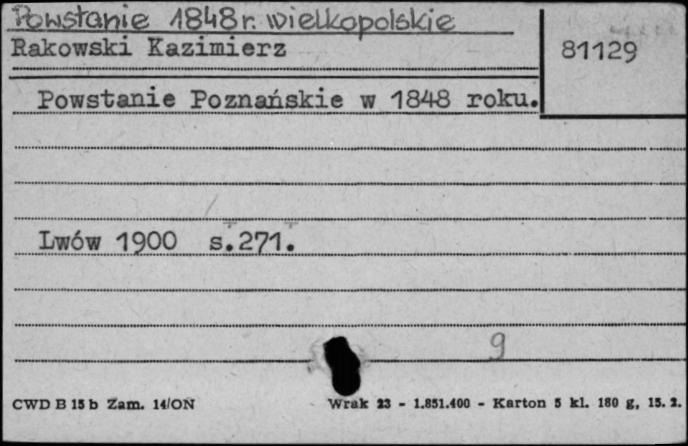 Powstanie 1848 r. wielkopolskie
Rakowski Kazimierz
81129
Powstanie Poznańskie w 1848 roku.
Lwów 1900 s.271.
9
CWD B 15 b Zam. 14/ON
Wrak 23 - 1.851.400 - Karton 5 kl. 180 g, 15. 2.